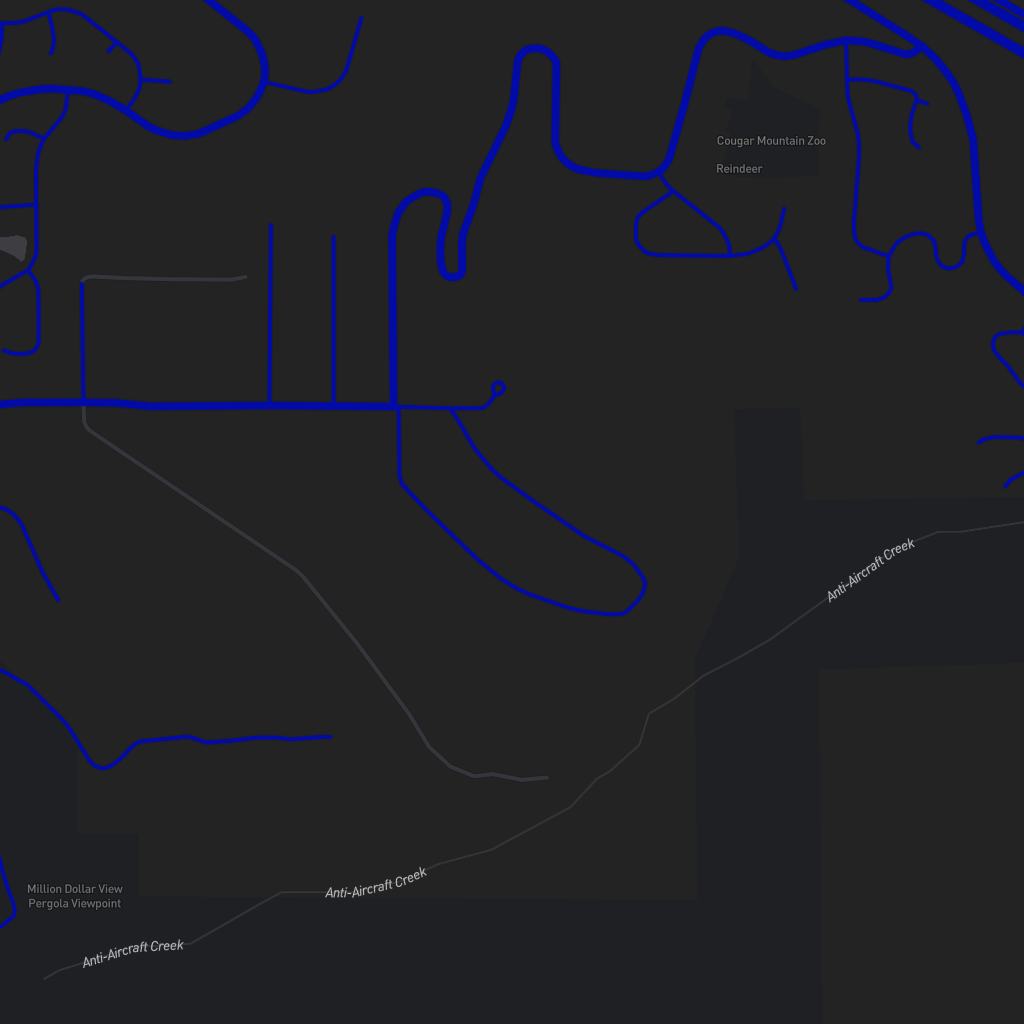 Cougar Mountain Zoo
Reindeer
Anti-Aircraft Creek
Anti-Aircraft Creek
Million Dollar View
Pergola Viewpoint
Anti-Aircraft Creek